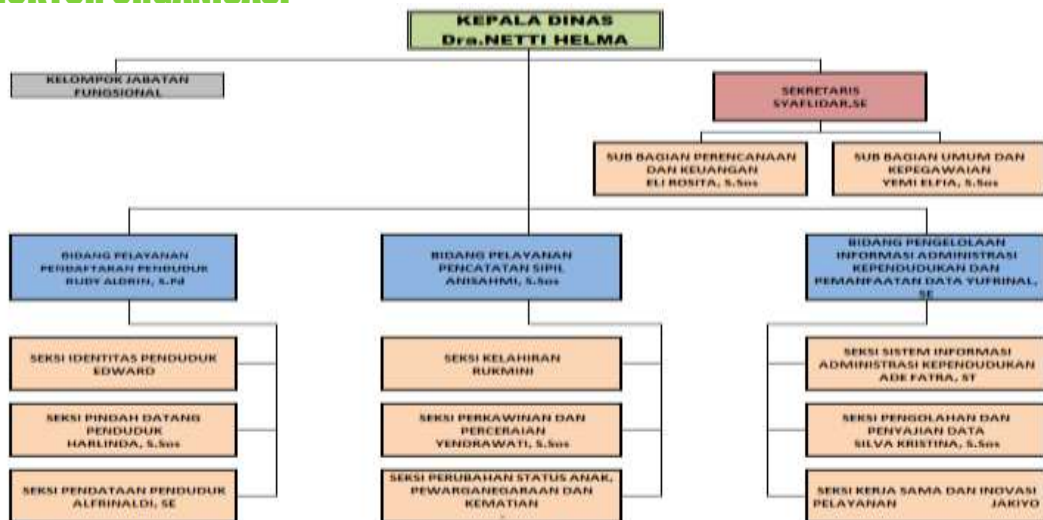 KEPALA DINAS
Dra.NETTI HELMA
KELOMPOK JABATAN
FUNGSIONAL
SEKRETARIS
SYAFLIDAR,SE
SUB BAGIAN PERENCANAAN
DAN KEUANGAN
ELI ROSITA, S.Sos
SUB BAGIAN UMUM DAN
KEPEGAWAIAN
YEMI ELFIA, S.Sos
BIDANG PELAYANAN
PENDAFTARAN PENDUDUK
RUDY ALDRIN, S.Pd
BIDANG PELAYANAN
PENCATATAN SIPIL
ANISAHMI, S.Sos
BIDANG PENGELOLAAN
INFORMASI ADMINISTRASI
KEPENDUDUKAN DAN
PEMANFAATAN DATA YUFRINAL,
SE
SEKSI IDENTITAS PENDUDUK
EDWARD
SEKSI PINDAH DATANG
PENDUDUK
HARLINDA, S.Sos
SEKSI PENDATAAN PENDUDUK
ALFRINALDI, SE
SEKSI KELAHIRAN
RUKMINI
SEKSI PERKAWINAN DAN
PERCERAIAN
YENDRAWATI, S.Sos
SEKSI PERUBAHAN STATUS ANAK,
PEWARGANEGARAAN DAN
KEMATIAN
SEKSI SISTEM INFORMASI
ADMINISTRASI KEPENDUDUKAN
ADE FATRA, ST
SEKSI PENGOLAHAN DAN
PENYAJIAN DATA
SILVA KRISTINA, S.Sos
SEKSI KERJA SAMA DAN INOVASI
PELAYANAN JAKIYO